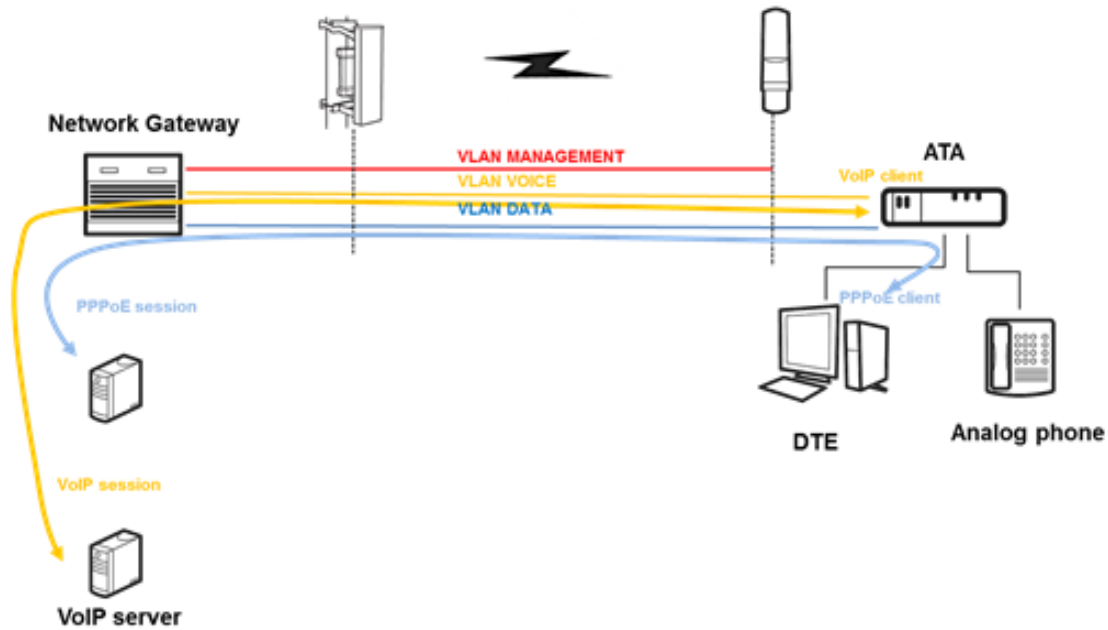 Network Gateway
VLAN MANAGEMENT
ATA
VLAN VOICE
VoIP client
VLAN DATA
PPPoE session
PPPoE client
DTE
Analog phone
VoIP session
VoIP server